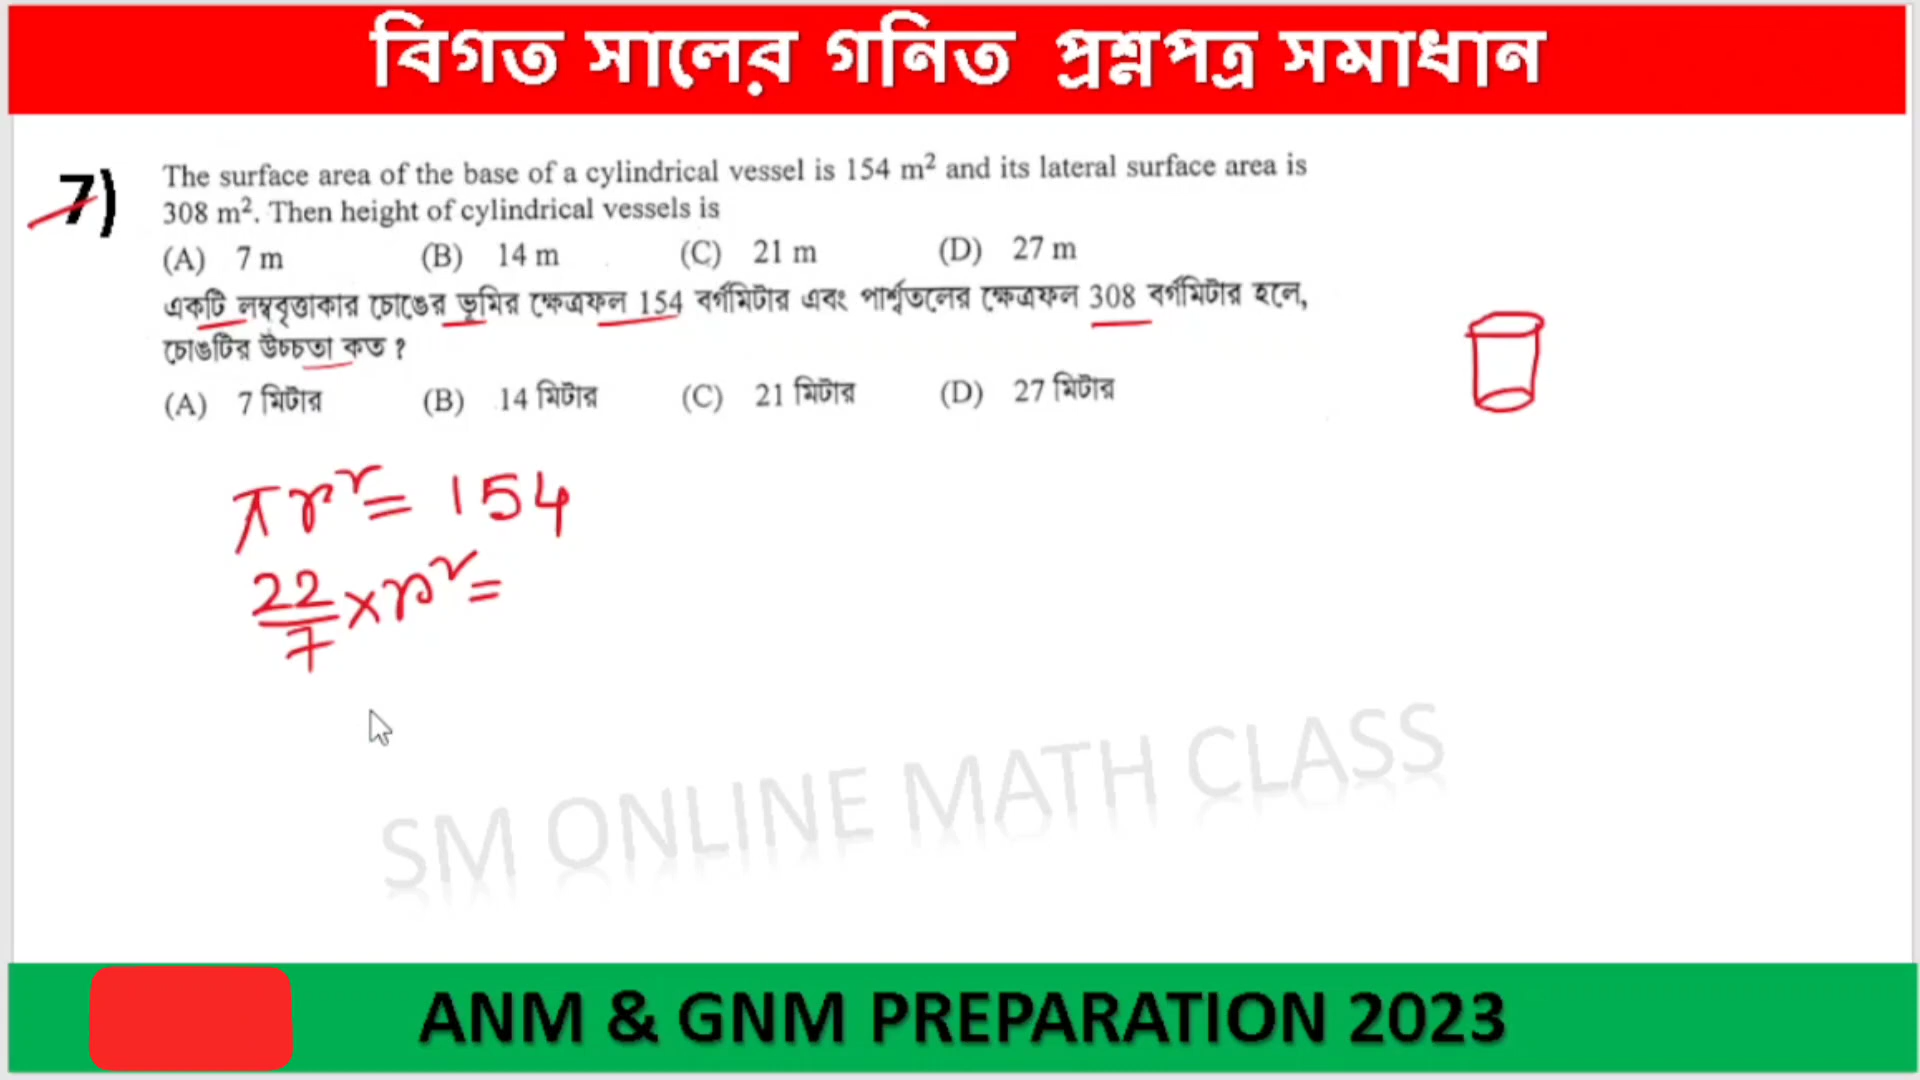 বিগত সালের গনিত প্রশ্নপত্র সমাধান
7)
The surface area of the base of a cylindrical vessel is 154 m² and its lateral surface area is
308 m². Then height of cylindrical vessels is
(A) 7 m (B) 14 m (C) 21 m (D) 27 m
একটি লম্ববৃত্তাকার চোঙের ভূমির ক্ষেত্রফল 154 বর্গমিটার এবং পার্শ্বতলের ক্ষেত্রফল 308 বর্গমিটার হলে,
চোঙটির উচ্চতা কত ?
(A) 7 মিটার (B) 14 মিটার (C) 21 মিটার (D) 27 মিটার
πr² = 154
22/7 × r² =
SM ONLINE MATH CLASS
ANM & GNM PREPARATION 2023